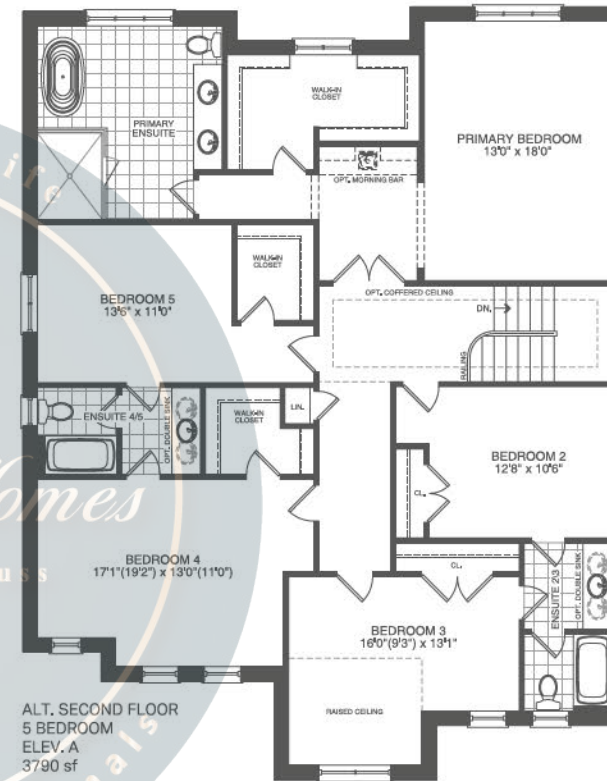 WALK-IN
CLOSET
PRIMARY
ENSUITE
PRIMARY BEDROOM
13'0" x 18'0"
OPT. MORNING BAR
WALK-IN
CLOSET
BEDROOM 5
13'6" x 11'0"
OPT. COFFERED CEILING
DN.
RAILING
ENSUITE 4/5
OPT. DOUBLE SINK
WALK-IN
CLOSET
LIN.
BEDROOM 2
12'8" x 10'6"
CL.
omes
BEDROOM 4
17'1"(19'2") x 13'0"(11'0")
CL.
ENSUITE 2/3
OPT. DOUBLE SINK
uss
BEDROOM 3
16'0"(9'3") x 13'1"
RAISED CEILING
ALT. SECOND FLOOR
5 BEDROOM
ELEV. A
3790 sf